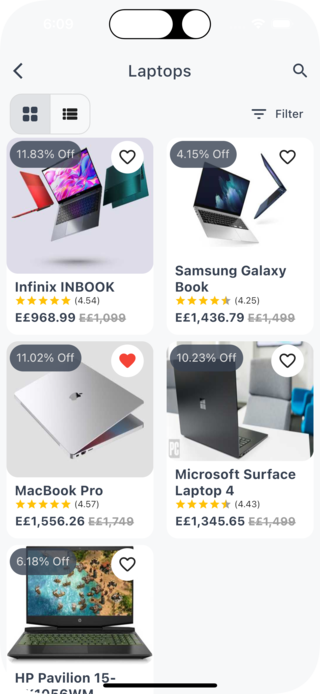 6:09
Laptops
Filter
11.83% Off
4.15% Off
Infinix INBOOK
(4.54)
E£968.99 E£1,099
Samsung Galaxy
Book
(4.25)
E£1,436.79 E£1,499
11.02% Off
10.23% Off
PC
MacBook Pro
(4.57)
E£1,556.26 E£1,749
Microsoft Surface
Laptop 4
(4.43)
E£1,345.65 E£1,499
6.18% Off
HP Pavilion 15-